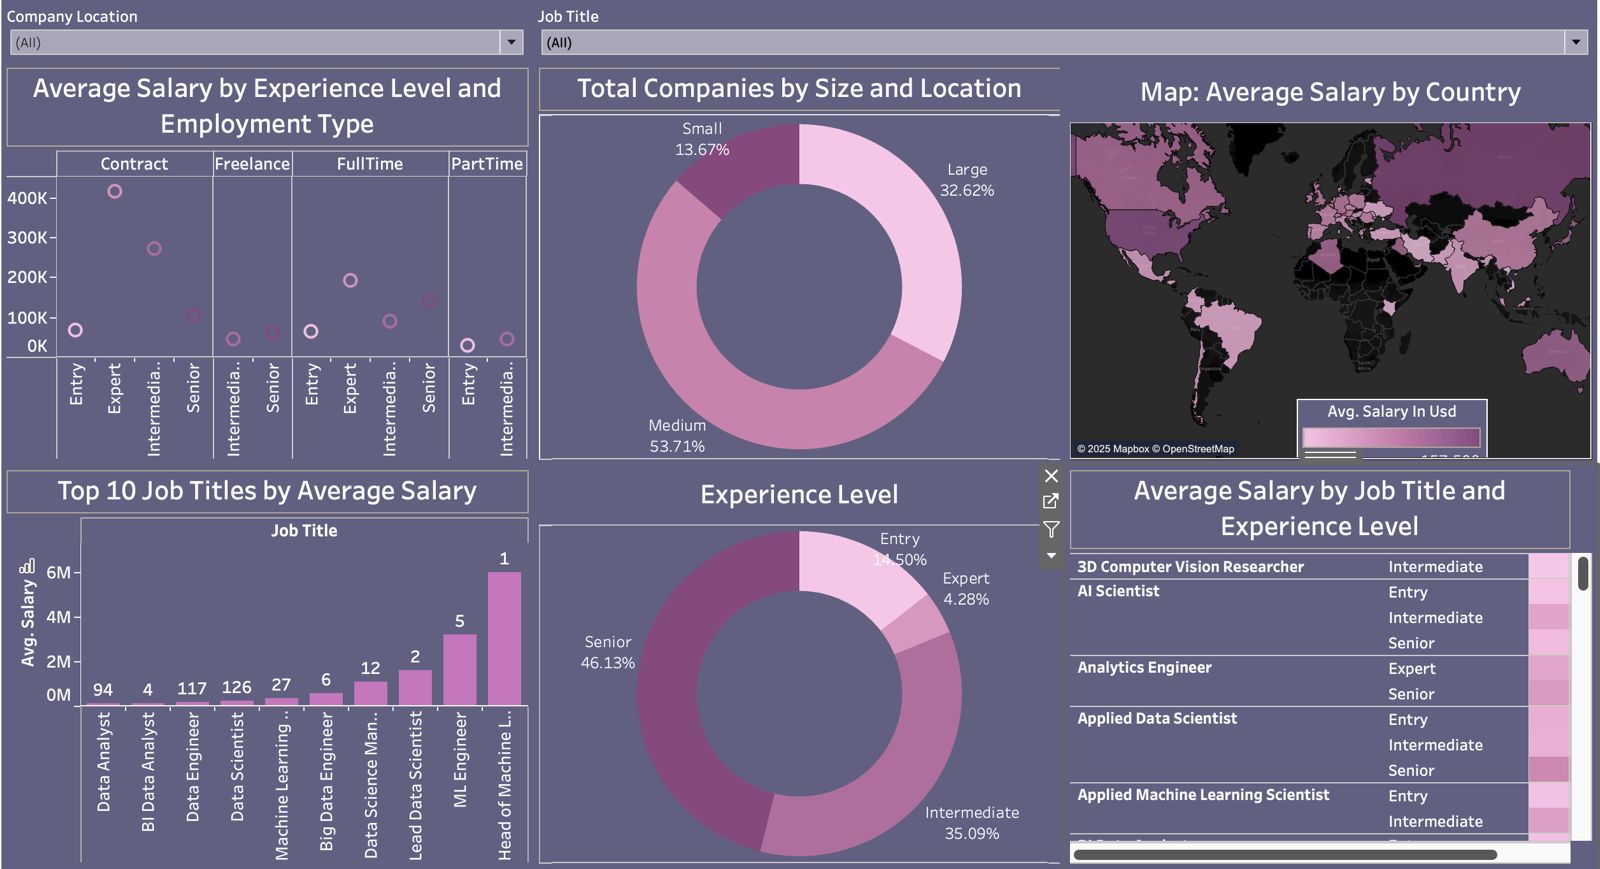 Company Location
(All)
Job Title
(All)
Average Salary by Experience Level and
Employment Type
Contract
Freelance
FullTime
PartTime
400K
300K
200K
100K
0K
Entry
Expert
Intermedia..
Senior
Intermedia..
Senior
Entry
Expert
Intermedia..
Senior
Entry
Intermedia..
Total Companies by Size and Location
Small
13.67%
Large
32.62%
Medium
53.71%
Map: Average Salary by Country
Avg. Salary In Usd
© 2025 Mapbox © OpenStreetMap
Top 10 Job Titles by Average Salary
Job Title
Avg. Salary
6M
4M
2M
0M
94
4
117
126
27
6
12
2
5
1
Data Analyst
BI Data Analyst
Data Engineer
Data Scientist
Machine Learning ..
Big Data Engineer
Data Science Man..
Lead Data Scientist
ML Engineer
Head of Machine L..
Experience Level
Entry
14.50%
Expert
4.28%
Senior
46.13%
Intermediate
35.09%
Average Salary by Job Title and
Experience Level
3D Computer Vision Researcher Intermediate
AI Scientist Entry
Intermediate
Senior
Analytics Engineer Expert
Senior
Applied Data Scientist Entry
Intermediate
Senior
Applied Machine Learning Scientist Entry
Intermediate